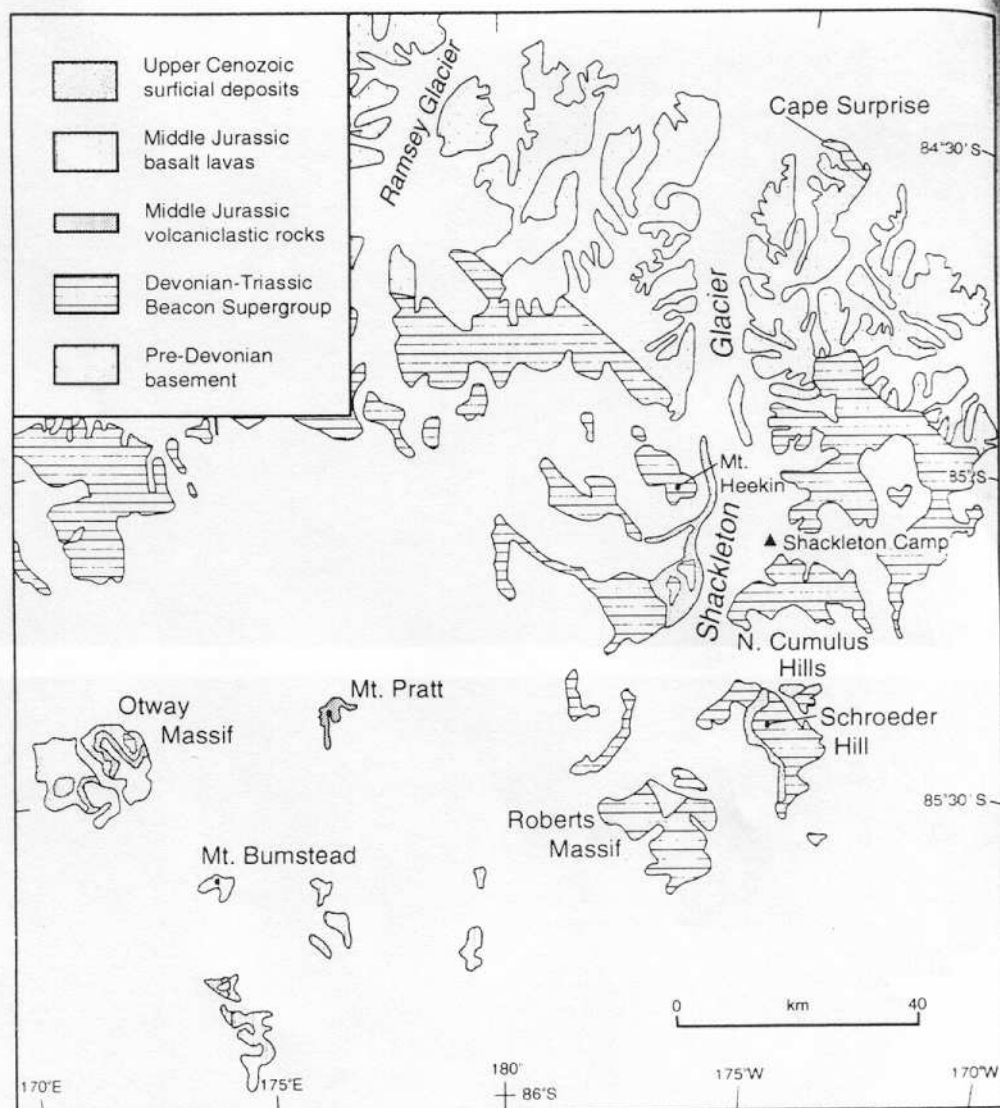 Upper Cenozoic
surficial deposits
Middle Jurassic
basalt lavas
Middle Jurassic
volcaniclastic rocks
Devonian-Triassic
Beacon Supergroup
Pre-Devonian
basement
Ramsey Glacier
Cape Surprise
84°30' S
Shackleton Glacier
Mt.
Heekin
85°S
Shackleton Camp
N. Cumulus
Hills
Mt. Pratt
Otway
Massif
Schroeder
Hill
85°30' S
Roberts
Massif
Mt. Bumstead
0 km 40
170°E
175°E
180°
86°S
175°W
170°W